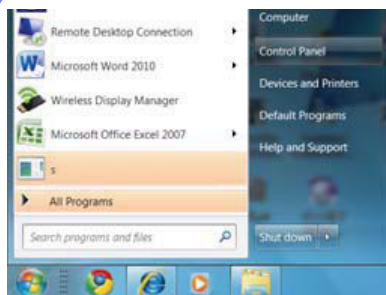 Remote Desktop Connection
Microsoft Word 2010
Wireless Display Manager
Microsoft Office Excel 2007
s
All Programs
Search programs and files
Computer
Control Panel
Devices and Printers
Default Programs
Help and Support
Shut down